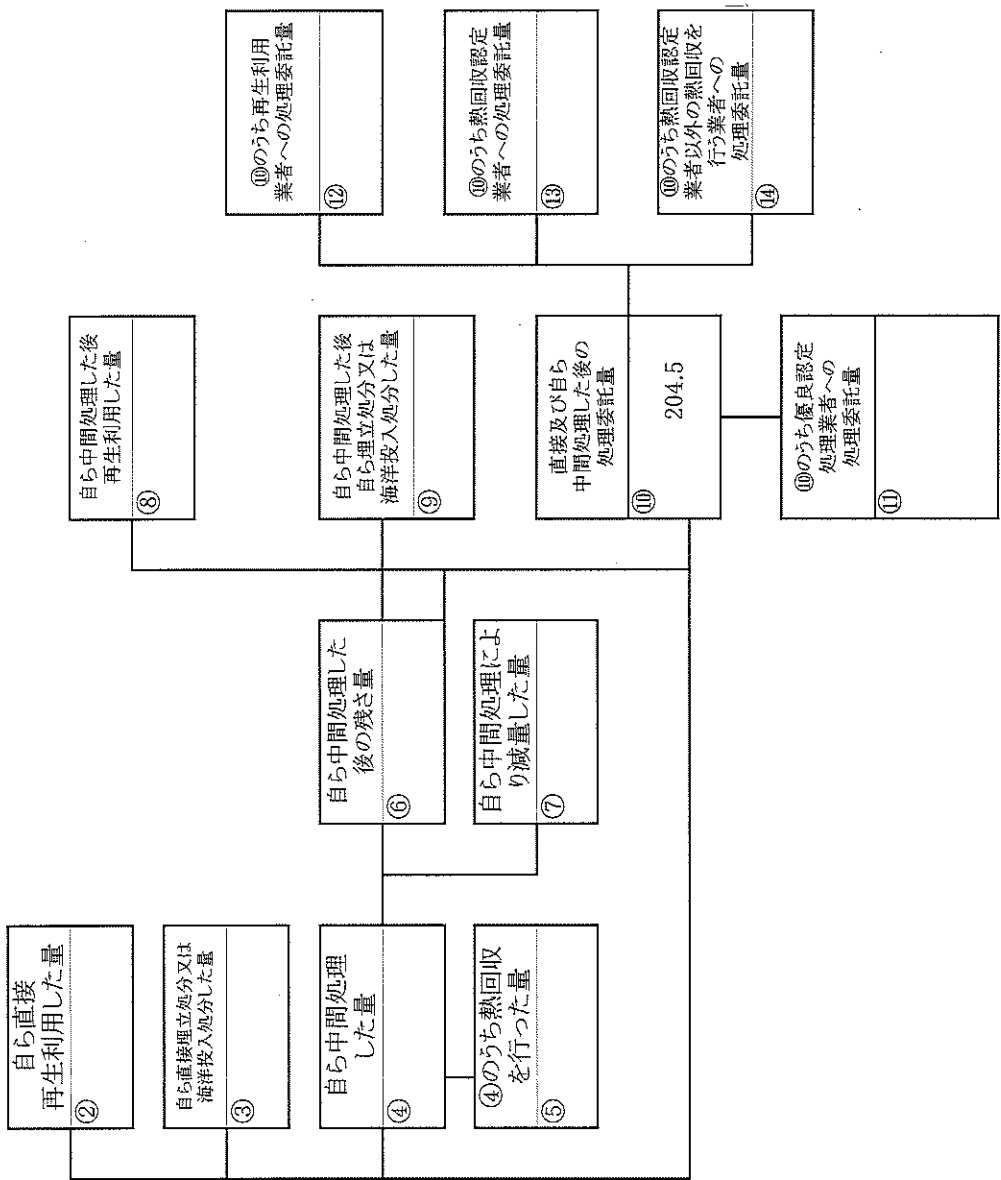 自ら直接
再生利用した量
②
自ら直接埋立処分又は
海洋投入処分した量
③
自ら中間処理
した量
④
④のうち熱回収
を行った量
⑤
自ら中間処理した
後の残さ量
⑥
自ら中間処理によ
り減量した量
⑦
自ら中間処理した後
再生利用した量
⑧
自ら中間処理した後
自ら埋立処分又は
海洋投入処分した量
⑨
直接及び自ら
中間処理した後の
処理委託量
⑩
204.5
⑩のうち優良認定
処理業者への
処理委託量
⑪
⑩のうち再生利用
業者への処理委託量
⑫
⑩のうち熱回収認定
業者への処理委託量
⑬
⑩のうち熱回収認定
業者以外の熱回収を
行う業者への
処理委託量
⑭